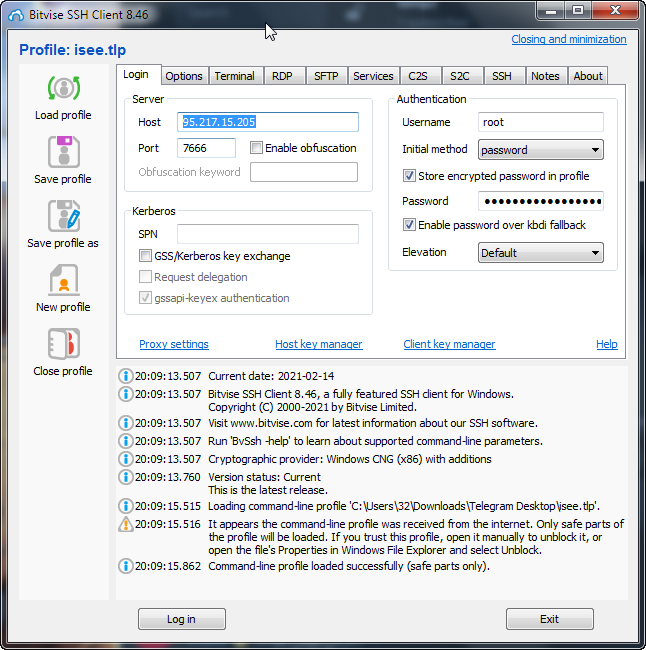 Bitvise SSH Client 8.46
Profile: isee.tlp
Closing and minimization
Load profile
Save profile
Save profile as
New profile
Close profile
Login Options Terminal RDP SFTP Services C2S S2C SSH Notes About
Server
Host 95.217.15.205
Port 7666 Enable obfuscation
Obfuscation keyword
Kerberos
SPN
GSS/Kerberos key exchange
Request delegation
gssapi-keyex authentication
Authentication
Username root
Initial method password
Store encrypted password in profile
Password
Enable password over kbdi fallback
Elevation Default
Proxy settings Host key manager Client key manager Help
20:09:13.507 Current date: 2021-02-14
20:09:13.507 Bitvise SSH Client 8.46, a fully featured SSH client for Windows.
Copyright (C) 2000-2021 by Bitvise Limited.
20:09:13.507 Visit www.bitvise.com for latest information about our SSH software.
20:09:13.507 Run 'BvSsh -help' to learn about supported command-line parameters.
20:09:13.507 Cryptographic provider: Windows CNG (x86) with additions
20:09:13.760 Version status: Current
This is the latest release.
20:09:15.515 Loading command-line profile 'C:\Users\32\Downloads\Telegram Desktop\isee.tlp'.
20:09:15.516 It appears the command-line profile was received from the internet. Only safe parts of
the profile will be loaded. If you trust this profile, open it manually to unblock it, or
open the file's Properties in Windows File Explorer and select Unblock.
20:09:15.862 Command-line profile loaded successfully (safe parts only).
Log in Exit